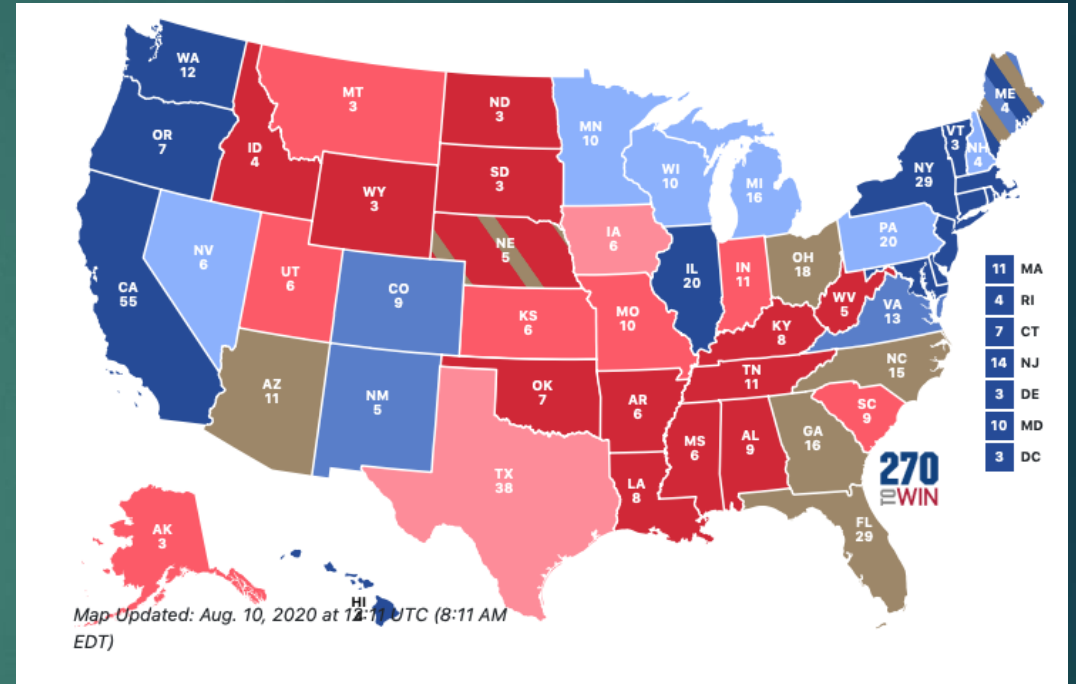 WA
12
OR
7
CA
55
NV
6
ID
4
MT
3
WY
3
UT
6
AZ
11
CO
9
NM
5
ND
3
SD
3
NE
5
KS
6
OK
7
TX
38
MN
10
IA
6
MO
10
AR
6
LA
8
WI
10
IL
20
MI
16
IN
11
OH
18
KY
8
TN
11
MS
6
AL
9
GA
16
FL
29
SC
9
NC
15
VA
13
WV
5
PA
20
NY
29
VT
3
NH
4
ME
4
11 MA
4 RI
7 CT
14 NJ
3 DE
10 MD
3 DC
270
TO WIN
AK
3
HI
4
Map Updated: Aug. 10, 2020 at 12:11 UTC (8:11 AM
EDT)